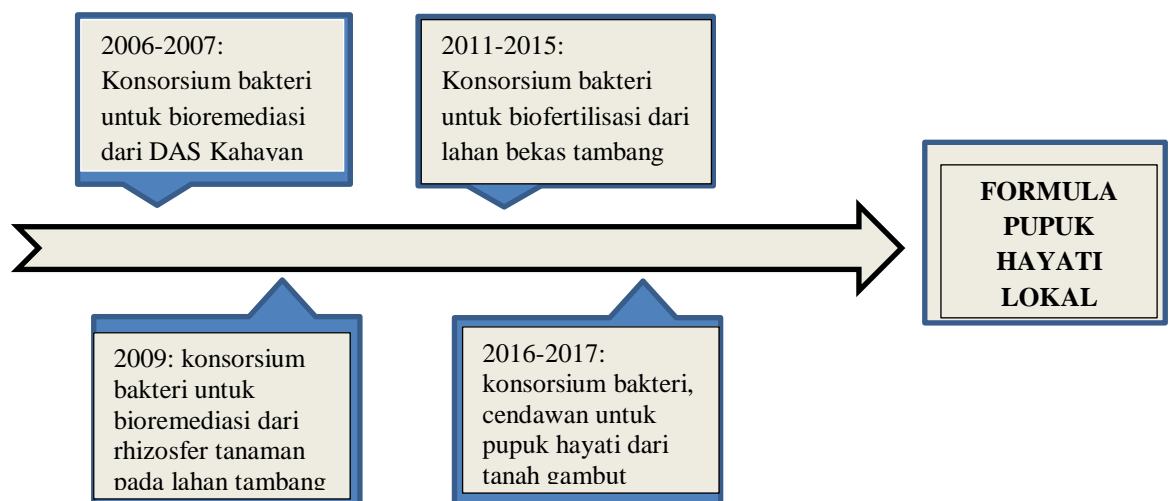 2006-2007:
Konsorsium bakteri
untuk bioremediasi
dari DAS Kahayan
2011-2015:
Konsorsium bakteri
untuk biofertilisasi dari
lahan bekas tambang
2009: konsorsium
bakteri untuk
bioremediasi dari
rhizosfer tanaman
pada lahan tambang
2016-2017:
konsorsium bakteri,
cendawan untuk
pupuk hayati dari
tanah gambut
FORMULA
PUPUK
HAYATI
LOKAL